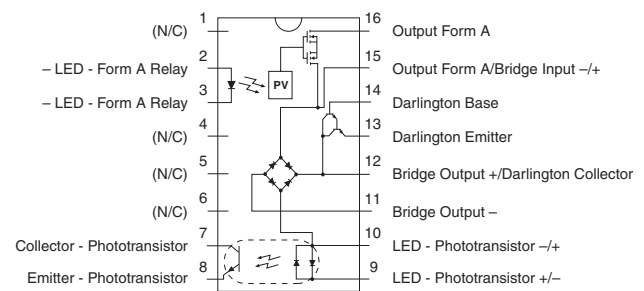 1
(N/C)
2
– LED - Form A Relay
– LED - Form A Relay
3
4
(N/C)
5
(N/C)
6
(N/C)
7
Collector - Phototransistor
8
Emitter - Phototransistor
PV
16
Output Form A
15
Output Form A/Bridge Input –/+
14
Darlington Base
13
Darlington Emitter
12
Bridge Output +/Darlington Collector
11
Bridge Output –
10
LED - Phototransistor –/+
9
LED - Phototransistor +/–